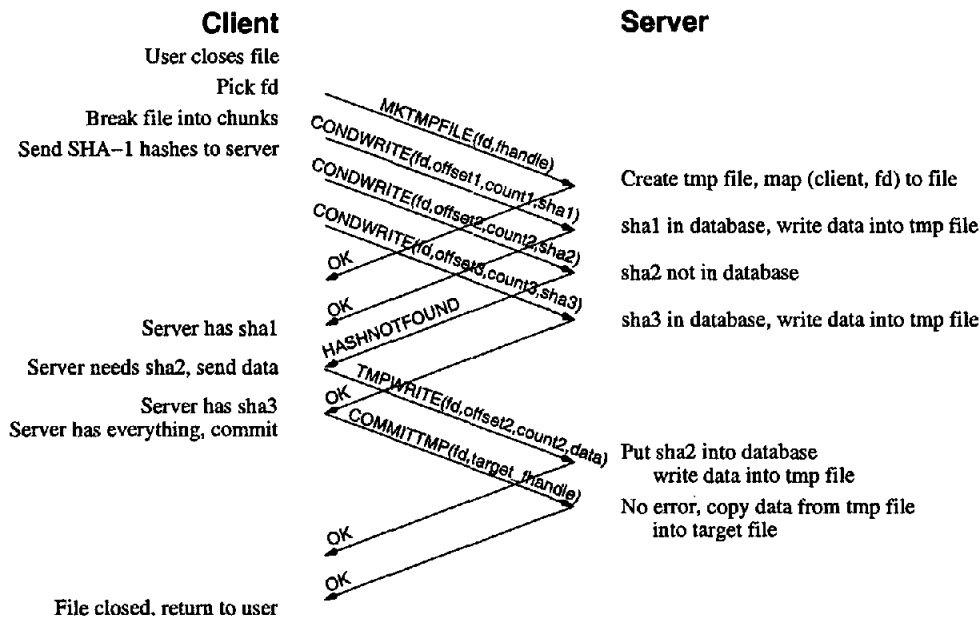 Client
Server
User closes file
Pick fd
Break file into chunks
Send SHA-1 hashes to server
MKTMPFILE(fd,fhandle)
CONDWRITE(fd,offset1,count1,sha1)
CONDWRITE(fd,offset2,count2,sha2)
CONDWRITE(fd,offset3,count3,sha3)
Create tmp file, map (client, fd) to file
sha1 in database, write data into tmp file
OK
sha2 not in database
OK
Server has sha1
HASHNOTFOUND
sha3 in database, write data into tmp file
Server needs sha2, send data
TMPWRITE(fd,offset2,count2,data)
OK
Server has sha3
Server has everything, commit
COMMITTMP(fd,target_fhandle)
Put sha2 into database
write data into tmp file
No error, copy data from tmp file
into target file
OK
OK
File closed, return to user